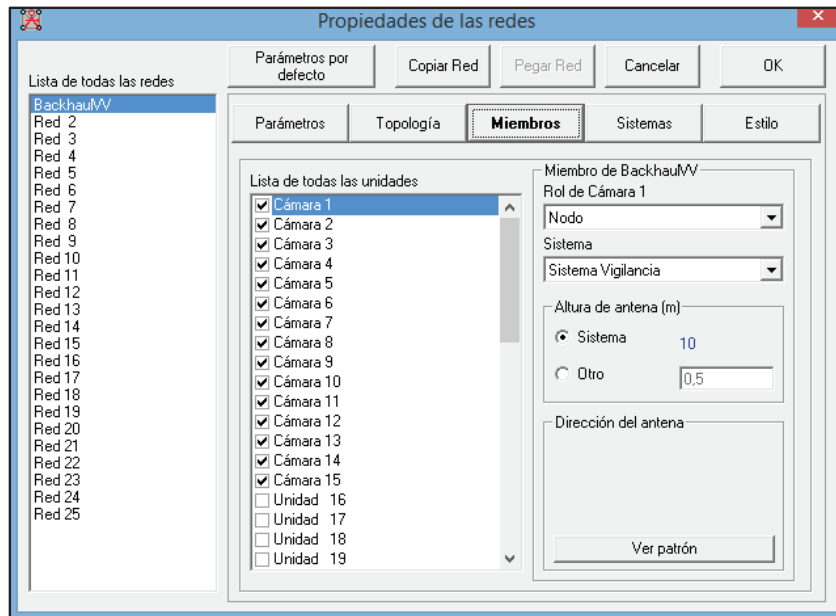 Propiedades de las redes
x
Lista de todas las redes
Parámetros por
defecto
Copiar Red
Pegar Red
Cancelar
OK
BackhaulVV
Red 2
Red 3
Red 4
Red 5
Red 6
Red 7
Red 8
Red 9
Red 10
Red 11
Red 12
Red 13
Red 14
Red 15
Red 16
Red 17
Red 18
Red 19
Red 20
Red 21
Red 22
Red 23
Red 24
Red 25
Parámetros
Topología
Miembros
Sistemas
Estilo
Lista de todas las unidades
Cámara 1
Cámara 2
Cámara 3
Cámara 4
Cámara 5
Cámara 6
Cámara 7
Cámara 8
Cámara 9
Cámara 10
Cámara 11
Cámara 12
Cámara 13
Cámara 14
Cámara 15
Unidad 16
Unidad 17
Unidad 18
Unidad 19
Miembro de BackhaulVV
Rol de Cámara 1
Nodo
Sistema
Sistema Vigilancia
Altura de antena (m)
Sistema 10
Otro 0,5
Dirección del antena
Ver patrón